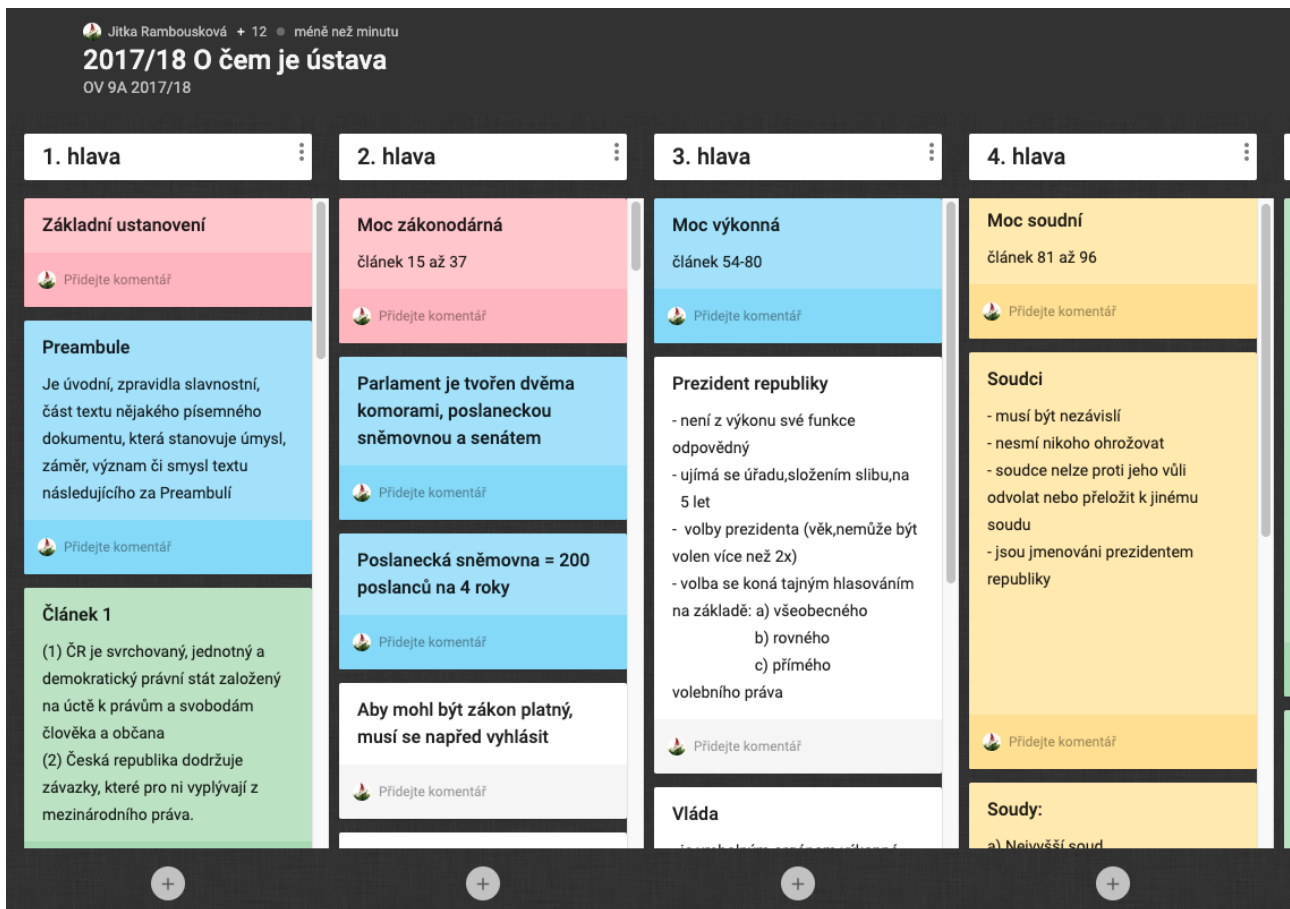 Jitka Rambousková + 12 méně než minutu
2017/18 O čem je ústava
OV 9A 2017/18
1. hlava
Základní ustanovení
Přidejte komentář
Preambule
Je úvodní, zpravidla slavnostní,
část textu nějakého písemného
dokumentu, která stanovuje úmysl,
záměr, význam či smysl textu
následujícího za Preambulí
Přidejte komentář
Článek 1
(1) ČR je svrchovaný, jednotný a
demokratický právní stát založený
na úctě k právům a svobodám
člověka a občana
(2) Česká republika dodržuje
závazky, které pro ni vyplývají z
mezinárodního práva.
2. hlava
Moc zákonodárná
článek 15 až 37
Přidejte komentář
Parlament je tvořen dvěma
komorami, poslaneckou
sněmovnou a senátem
Přidejte komentář
Poslanecká sněmovna = 200
poslanců na 4 roky
Přidejte komentář
Aby mohl být zákon platný,
musí se napřed vyhlásit
Přidejte komentář
3. hlava
Moc výkonná
článek 54-80
Přidejte komentář
Prezident republiky
- není z výkonu své funkce
odpovědný
- ujímá se úřadu,složením slibu,na
5 let
- volby prezidenta (věk,nemůže být
volen více než 2x)
- volba se koná tajným hlasováním
na základě: a) všeobecného
b) rovného
c) přímého
volebního práva
Přidejte komentář
Vláda
4. hlava
Moc soudní
článek 81 až 96
Přidejte komentář
Soudci
- musí být nezávislí
- nesmí nikoho ohrožovat
- soudce nelze proti jeho vůli
odvolat nebo přeložit k jinému
soudu
- jsou jmenováni prezidentem
republiky
Přidejte komentář
Soudy:
a) Nejvyšší soud